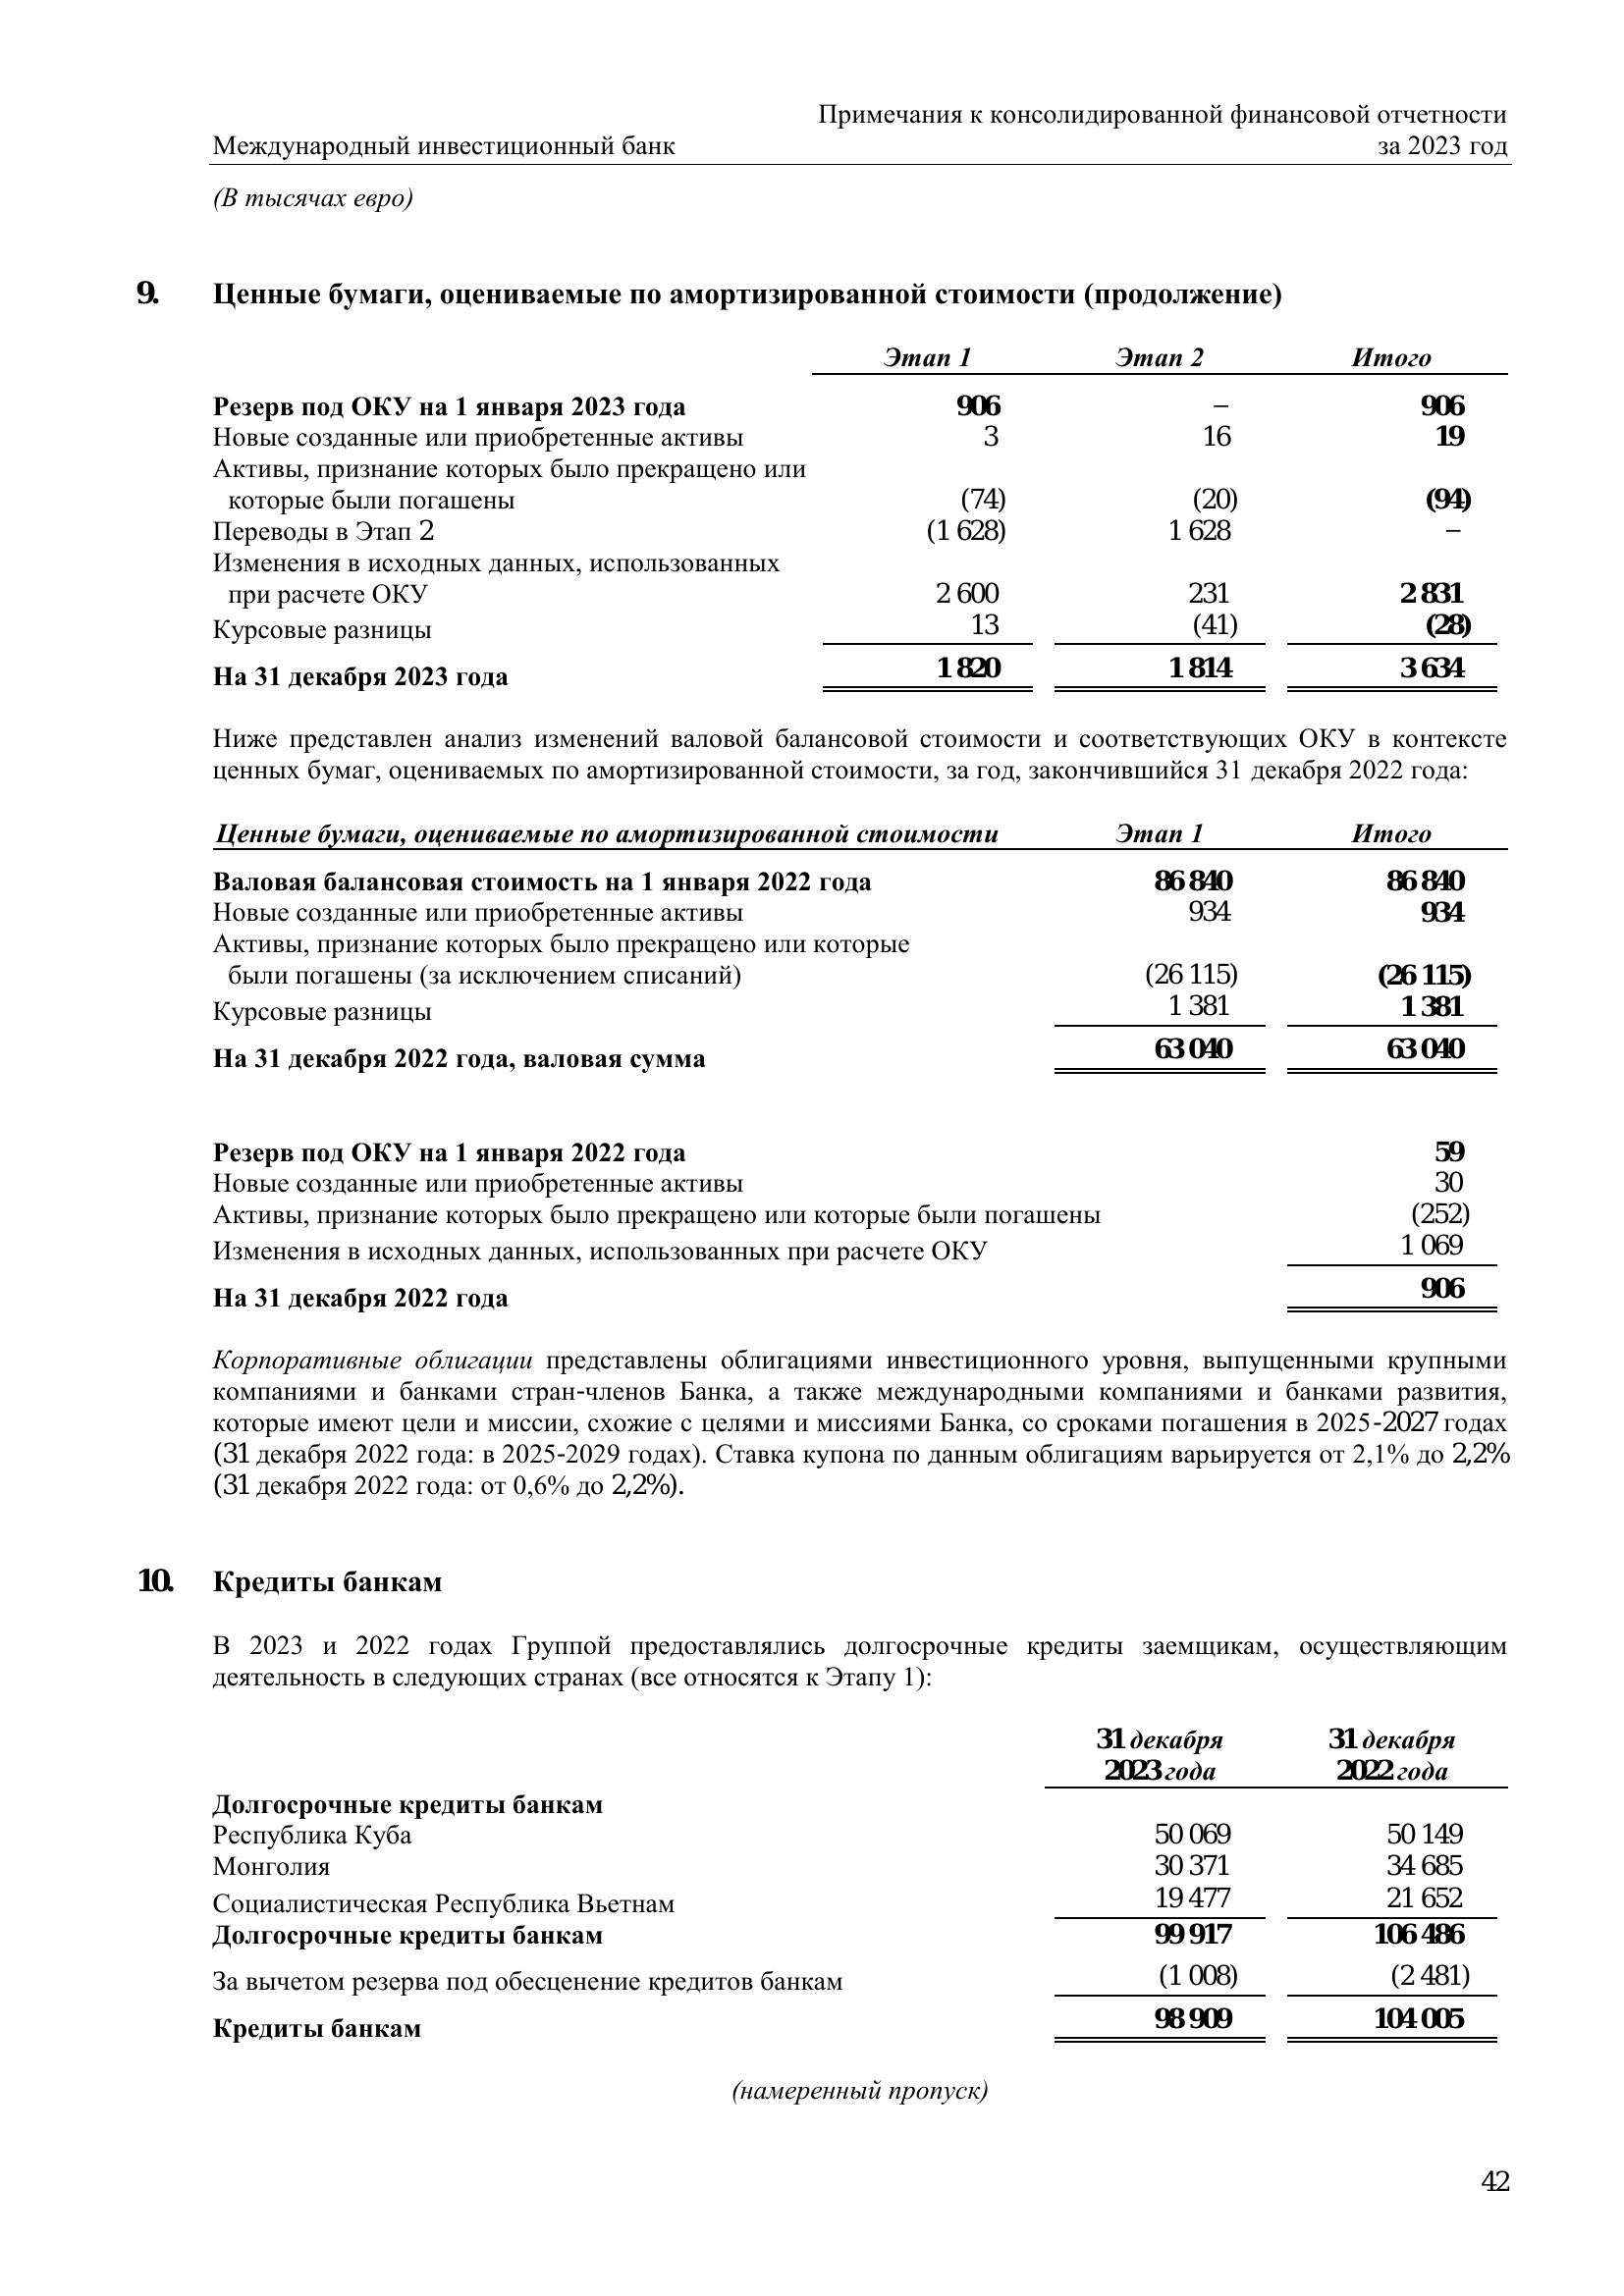 Примечания к консолидированной финансовой отчетности
Международный инвестиционный банк за 2023 год
(В тысячах евро)
9. Ценные бумаги, оцениваемые по амортизированной стоимости (продолжение)
Этап 1 Этап 2 Итого
Резерв под ОКУ на 1 января 2023 года 906 – 906
Новые созданные или приобретенные активы 3 16 19
Активы, признание которых было прекращено или
которые были погашены (74) (20) (94)
Переводы в Этап 2 (1 628) 1 628 –
Изменения в исходных данных, использованных
при расчете ОКУ 2 600 231 2 831
Курсовые разницы 13 (41) (28)
На 31 декабря 2023 года 1 820 1 814 3 634
Ниже представлен анализ изменений валовой балансовой стоимости и соответствующих ОКУ в контексте
ценных бумаг, оцениваемых по амортизированной стоимости, за год, закончившийся 31 декабря 2022 года:
Ценные бумаги, оцениваемые по амортизированной стоимости Этап 1 Итого
Валовая балансовая стоимость на 1 января 2022 года 86 840 86 840
Новые созданные или приобретенные активы 934 934
Активы, признание которых было прекращено или которые
были погашены (за исключением списаний) (26 115) (26 115)
Курсовые разницы 1 381 1 381
На 31 декабря 2022 года, валовая сумма 63 040 63 040
Резерв под ОКУ на 1 января 2022 года 59
Новые созданные или приобретенные активы 30
Активы, признание которых было прекращено или которые были погашены (252)
Изменения в исходных данных, использованных при расчете ОКУ 1 069
На 31 декабря 2022 года 906
Корпоративные облигации представлены облигациями инвестиционного уровня, выпущенными крупными
компаниями и банками стран-членов Банка, а также международными компаниями и банками развития,
которые имеют цели и миссии, схожие с целями и миссиями Банка, со сроками погашения в 2025-2027 годах
(31 декабря 2022 года: в 2025-2029 годах). Ставка купона по данным облигациям варьируется от 2,1% до 2,2%
(31 декабря 2022 года: от 0,6% до 2,2%).
10. Кредиты банкам
В 2023 и 2022 годах Группой предоставлялись долгосрочные кредиты заемщикам, осуществляющим
деятельность в следующих странах (все относятся к Этапу 1):
31 декабря 31 декабря
2023 года 2022 года
Долгосрочные кредиты банкам
Республика Куба 50 069 50 149
Монголия 30 371 34 685
Социалистическая Республика Вьетнам 19 477 21 652
Долгосрочные кредиты банкам 99 917 106 486
За вычетом резерва под обесценение кредитов банкам (1 008) (2 481)
Кредиты банкам 98 909 104 005
(намеренный пропуск)
42